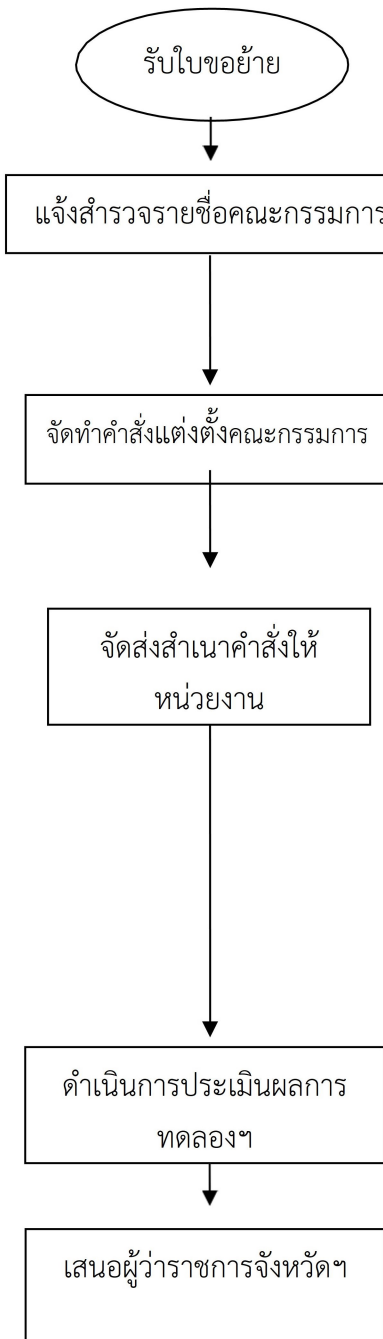 รับใบขอย้าย
แจ้งสำรวจรายชื่อคณะกรรมการ
จัดทำคำสั่งแต่งตั้งคณะกรรมการ
จัดส่งสำเนาคำสั่งให้
หน่วยงาน
ดำเนินการประเมินผลการ
ทดลองฯ
เสนอผู้ว่าราชการจังหวัดฯ